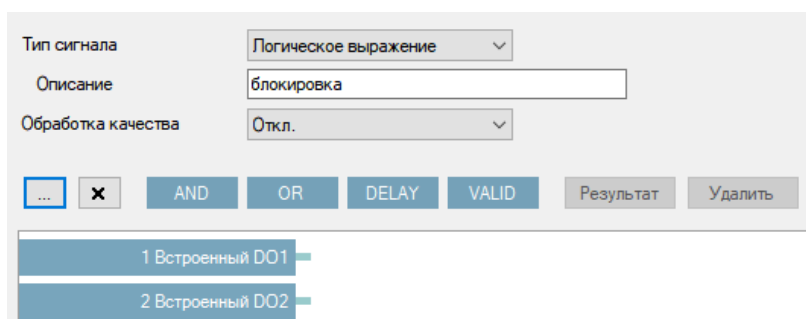 Тип сигнала Логическое выражение
Описание блокировка
Обработка качества Откл.
... × AND OR DELAY VALID Результат Удалить
1 Встроенный DO1
2 Встроенный DO2